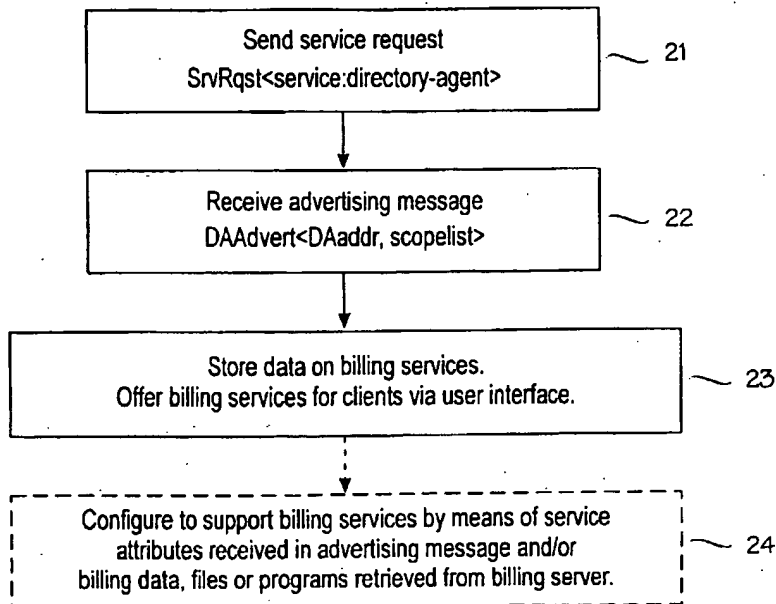 Send service request
SrvRqst<service:directory-agent>
21
Receive advertising message
DAAdvert<DAaddr, scopelist>
22
Store data on billing services.
Offer billing services for clients via user interface.
23
Configure to support billing services by means of service
attributes received in advertising message and/or
billing data, files or programs retrieved from billing server.
24